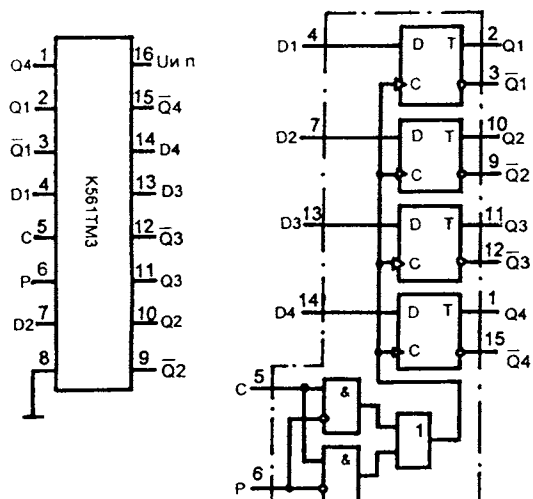 Q4 1 16 Uи п
Q1 2 15 Q̅4
Q̅1 3 14 D4
D1 4 13 D3
C 5 12 Q̅3
P 6 11 Q3
D2 7 10 Q2
8 9 Q̅2
К561ТМ3
D1 4 D T 2 Q1
C 3 Q̅1
D2 7 D T 10 Q2
C 9 Q̅2
D3 13 D T 11 Q3
C 12 Q̅3
D4 14 D T 1 Q4
C 15 Q̅4
C 5 &
1
P 6 &